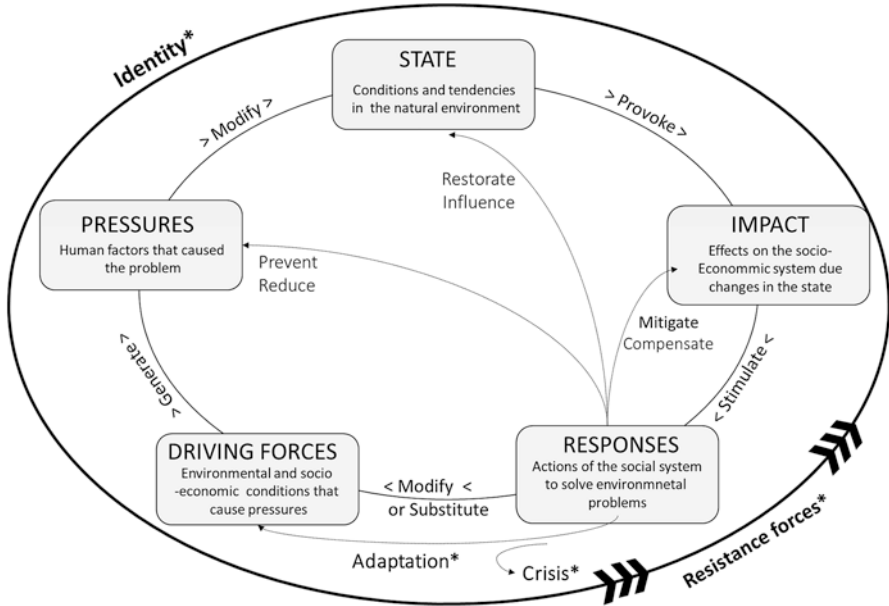 Identity*
STATE
Conditions and tendencies
in the natural environment
> Modify >
> Provoke >
Restorate
Influence
PRESSURES
Human factors that caused
the problem
IMPACT
Effects on the socio-
Econommic system due
changes in the state
Prevent
Reduce
Mitigate
Compensate
> Generate >
< Stimulate <
DRIVING FORCES
Environmental and socio
-economic conditions that
cause pressures
< Modify <
or Substitute
RESPONSES
Actions of the social system
to solve environmnetal
problems
Adaptation*
Crisis*
Resistance forces*